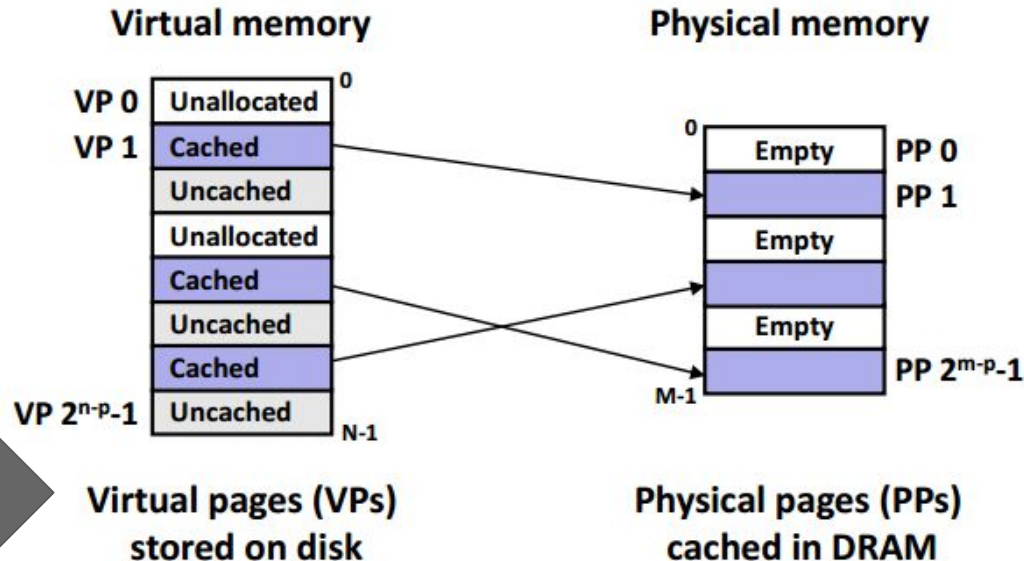 Virtual memory
Physical memory
0
VP 0 Unallocated
VP 1 Cached
Uncached
Unallocated
Cached
Uncached
Cached
VP 2ⁿ⁻ᵖ-1 Uncached
N-1
0
Empty PP 0
PP 1
Empty
Empty
PP 2ᵐ⁻ᵖ-1
M-1
Virtual pages (VPs)
stored on disk
Physical pages (PPs)
cached in DRAM